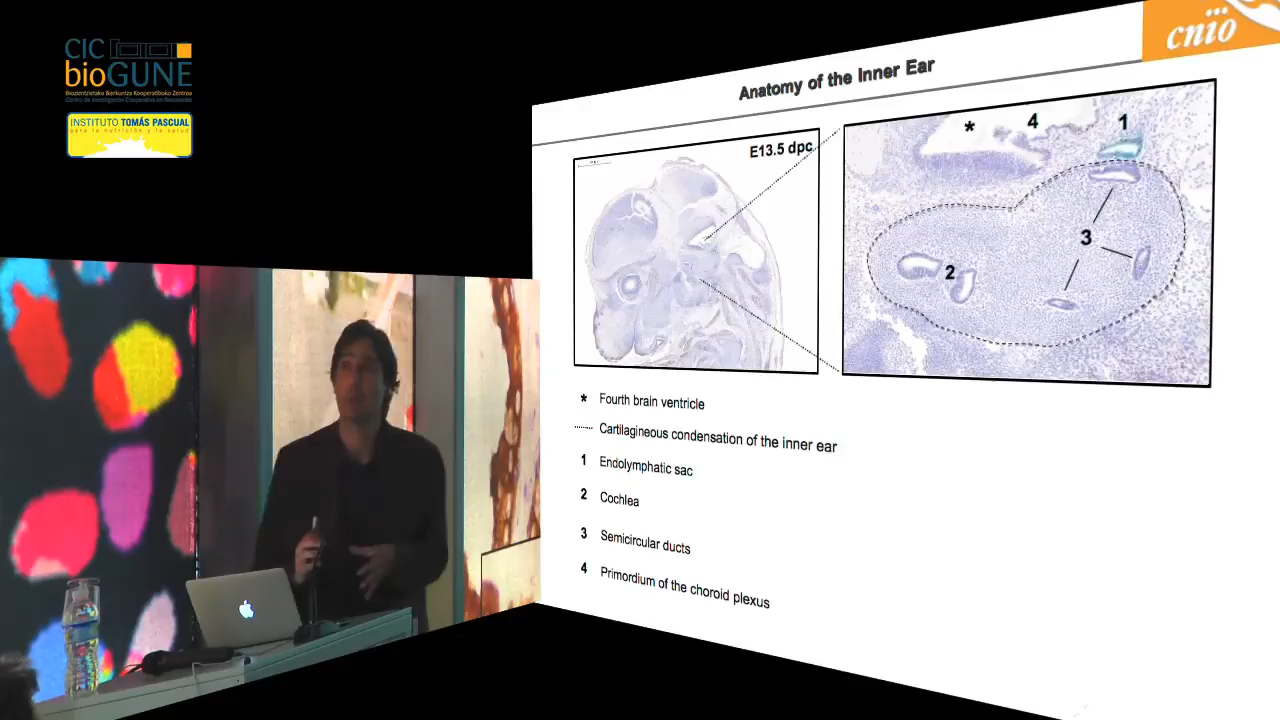 CIC
bioGUNE
Biozientzietako Ikerkuntza Kooperatiboko Zentroa
Centro de Investigación Cooperativa en Biociencias
INSTITUTO TOMÁS PASCUAL
para la nutrición y la salud
cnio
Anatomy of the Inner Ear
E13.5 dpc
* 4 1
3
2
* Fourth brain ventricle
Cartilagineous condensation of the inner ear
1 Endolymphatic sac
2 Cochlea
3 Semicircular ducts
4 Primordium of the choroid plexus